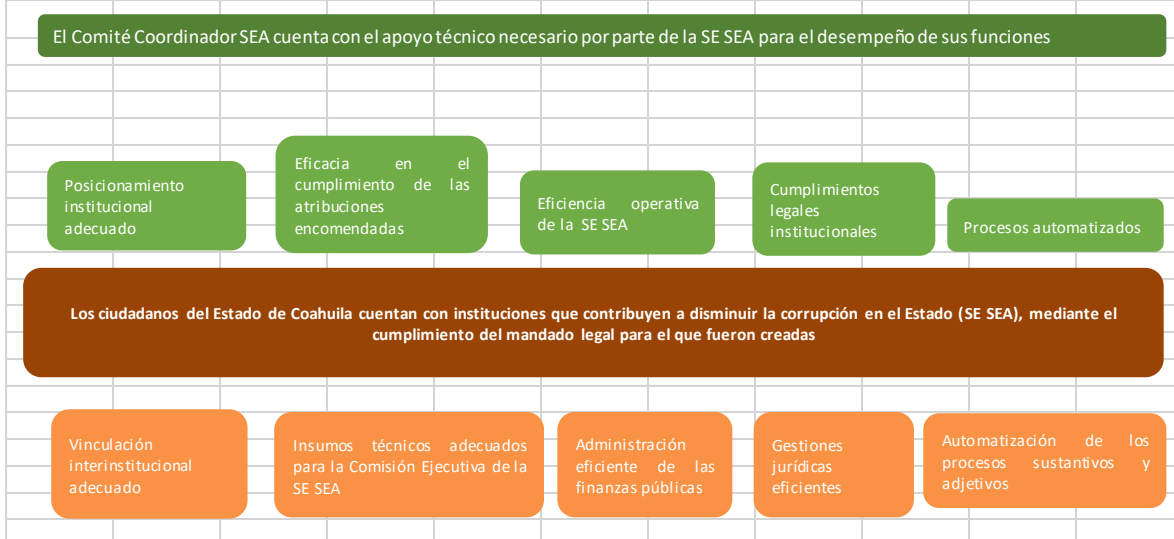 El Comité Coordinador SEA cuenta con el apoyo técnico necesario por parte de la SE SEA para el desempeño de sus funciones
Posicionamiento
institucional
adecuado
Eficacia en el
cumplimiento de las
atribuciones
encomendadas
Eficiencia operativa
de la SE SEA
Cumplimientos
legales
institucionales
Procesos automatizados
Los ciudadanos del Estado de Coahuila cuentan con instituciones que contribuyen a disminuir la corrupción en el Estado (SE SEA), mediante el
cumplimiento del mandado legal para el que fueron creadas
Vinculación
interinstitucional
adecuado
Insumos técnicos adecuados
para la Comisión Ejecutiva de la
SE SEA
Administración
eficiente de las
finanzas públicas
Gestiones
jurídicas
eficientes
Automatización de los
procesos sustantivos y
adjetivos